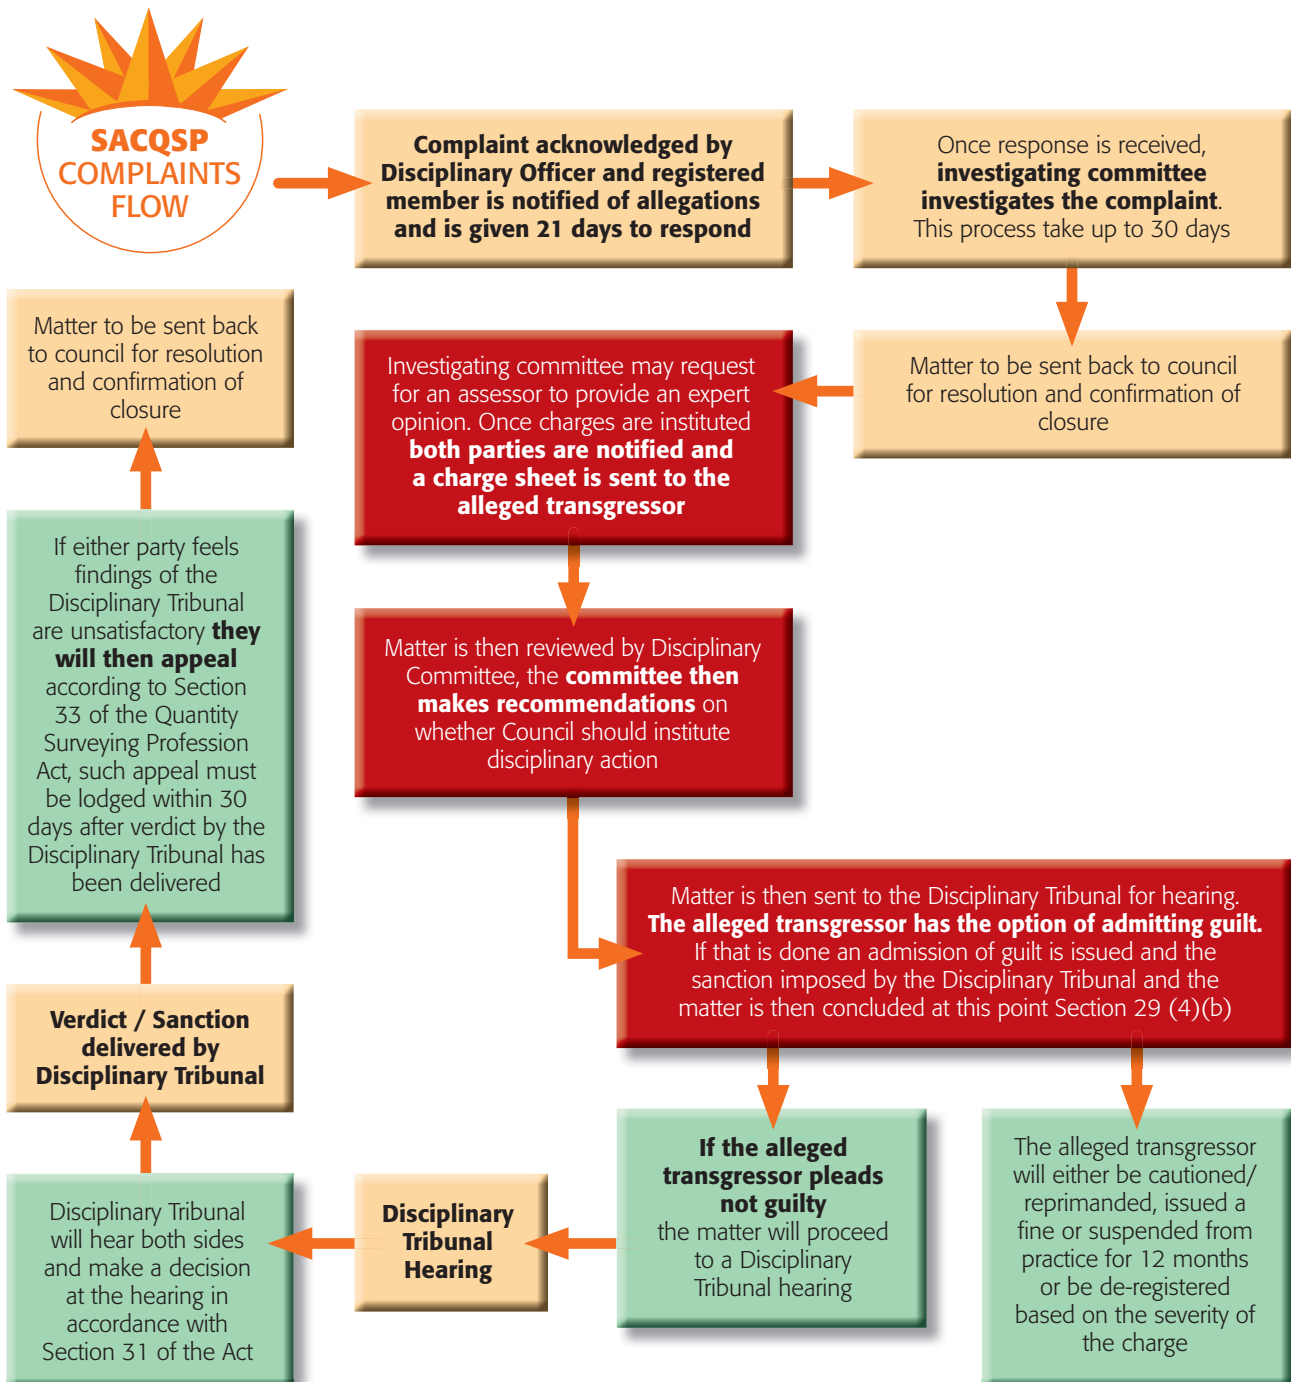 SACQSP
COMPLAINTS
FLOW
Complaint acknowledged by
Disciplinary Officer and registered
member is notified of allegations
and is given 21 days to respond
Once response is received,
investigating committee
investigates the complaint.
This process take up to 30 days
Matter to be sent back to council
for resolution and confirmation of
closure
Investigating committee may request
for an assessor to provide an expert
opinion. Once charges are instituted
both parties are notified and
a charge sheet is sent to the
alleged transgressor
Matter is then reviewed by Disciplinary
Committee, the committee then
makes recommendations on
whether Council should institute
disciplinary action
Matter is then sent to the Disciplinary Tribunal for hearing.
The alleged transgressor has the option of admitting guilt.
If that is done an admission of guilt is issued and the
sanction imposed by the Disciplinary Tribunal and the
matter is then concluded at this point Section 29 (4)(b)
The alleged transgressor
will either be cautioned/
reprimanded, issued a
fine or suspended from
practice for 12 months
or be de-registered
based on the severity of
the charge
If the alleged
transgressor pleads
not guilty
the matter will proceed
to a Disciplinary
Tribunal hearing
Disciplinary
Tribunal
Hearing
Disciplinary Tribunal
will hear both sides
and make a decision
at the hearing in
accordance with
Section 31 of the Act
Verdict / Sanction
delivered by
Disciplinary Tribunal
If either party feels
findings of the
Disciplinary Tribunal
are unsatisfactory they
will then appeal
according to Section
33 of the Quantity
Surveying Profession
Act, such appeal must
be lodged within 30
days after verdict by the
Disciplinary Tribunal has
been delivered
Matter to be sent back
to council for resolution
and confirmation of
closure